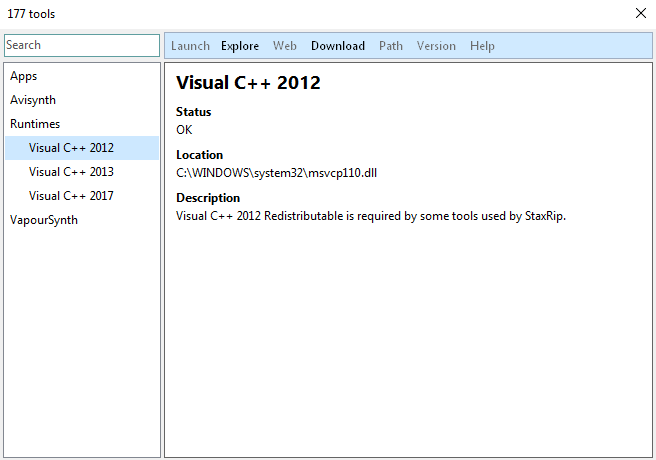 177 tools
Search
Launch Explore Web Download Path Version Help
Apps
Avisynth
Runtimes
Visual C++ 2012
Visual C++ 2013
Visual C++ 2017
VapourSynth
Visual C++ 2012
Status
OK
Location
C:\WINDOWS\system32\msvcp110.dll
Description
Visual C++ 2012 Redistributable is required by some tools used by StaxRip.